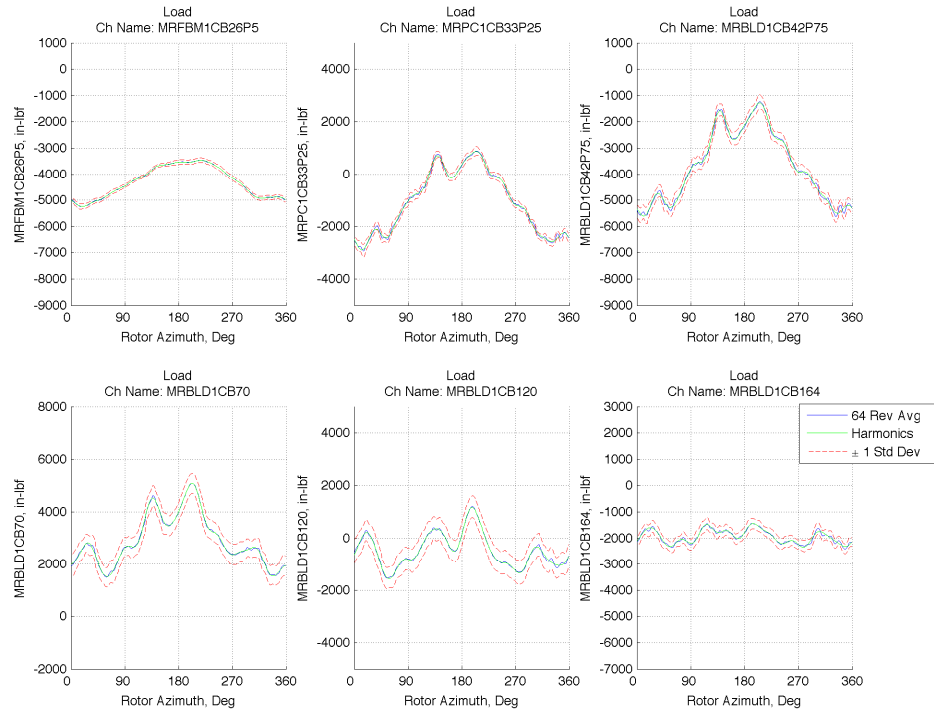 Load
Ch Name: MRFBM1CB26P5
1000
0
-1000
-2000
-3000
-4000
-5000
-6000
-7000
-8000
-9000
MRFBM1CB26P5, in-lbf
0 90 180 270 360
Rotor Azimuth, Deg
Load
Ch Name: MRPC1CB33P25
4000
2000
0
-2000
-4000
MRPC1CB33P25, in-lbf
0 90 180 270 360
Rotor Azimuth, Deg
Load
Ch Name: MRBLD1CB42P75
1000
0
-1000
-2000
-3000
-4000
-5000
-6000
-7000
-8000
-9000
MRBLD1CB42P75, in-lbf
0 90 180 270 360
Rotor Azimuth, Deg
Load
Ch Name: MRBLD1CB70
8000
6000
4000
2000
0
-2000
MRBLD1CB70, in-lbf
0 90 180 270 360
Rotor Azimuth, Deg
Load
Ch Name: MRBLD1CB120
4000
2000
0
-2000
-4000
MRBLD1CB120, in-lbf
0 90 180 270 360
Rotor Azimuth, Deg
Load
Ch Name: MRBLD1CB164
3000
2000
1000
0
-1000
-2000
-3000
-4000
-5000
-6000
-7000
MRBLD1CB164, in-lbf
0 90 180 270 360
Rotor Azimuth, Deg
64 Rev Avg
Harmonics
± 1 Std Dev